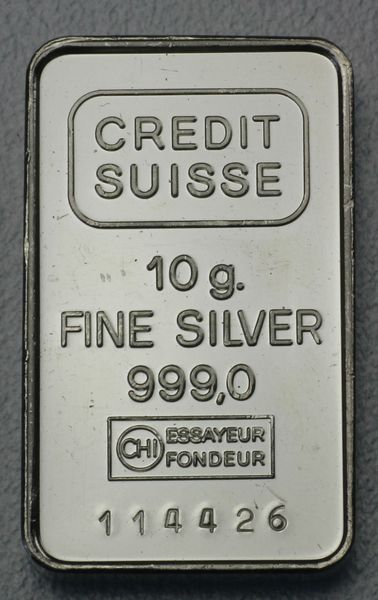 CREDIT
SUISSE
10 g.
FINE SILVER
999,0
CHI ESSAYEUR
FONDEUR
114426